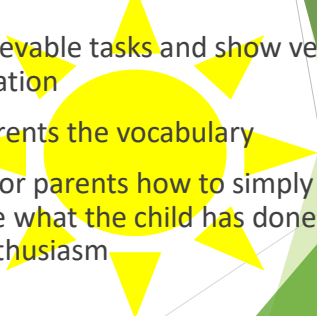 evable tasks and show ve
ation
rents the vocabulary
or parents how to simply
e what the child has done
thusiasm